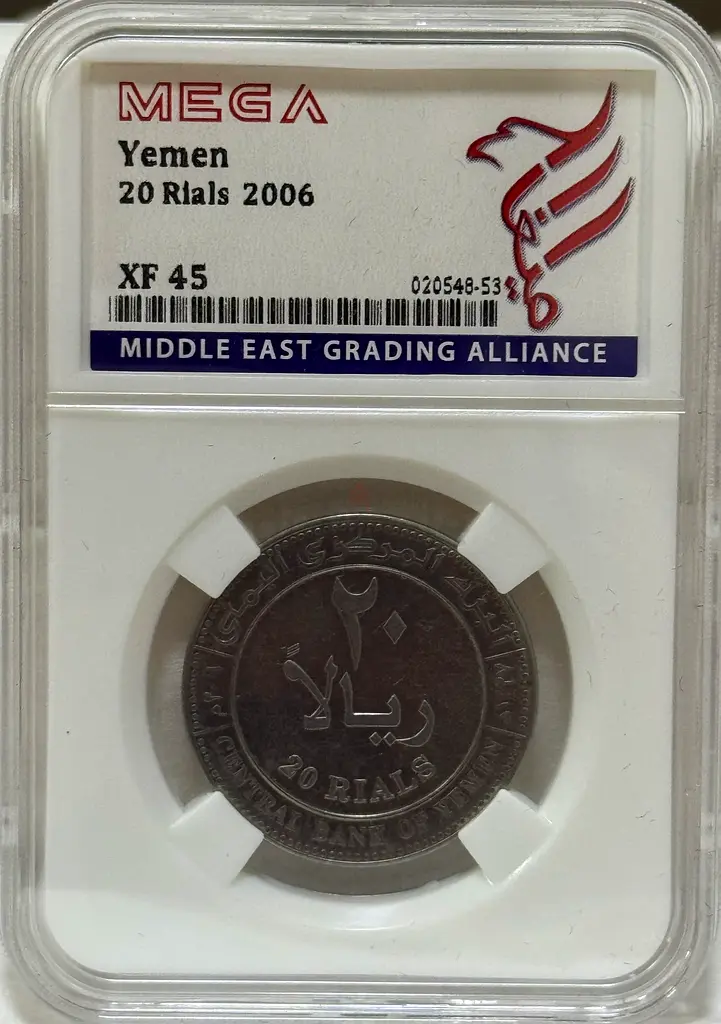 MEGA
Yemen
20 Rials 2006
XF 45
020548-53
MIDDLE EAST GRADING ALLIANCE
البنك المركزي اليمني
٢٠
ريالاً
20 RIALS
CENTRAL BANK OF YEMEN